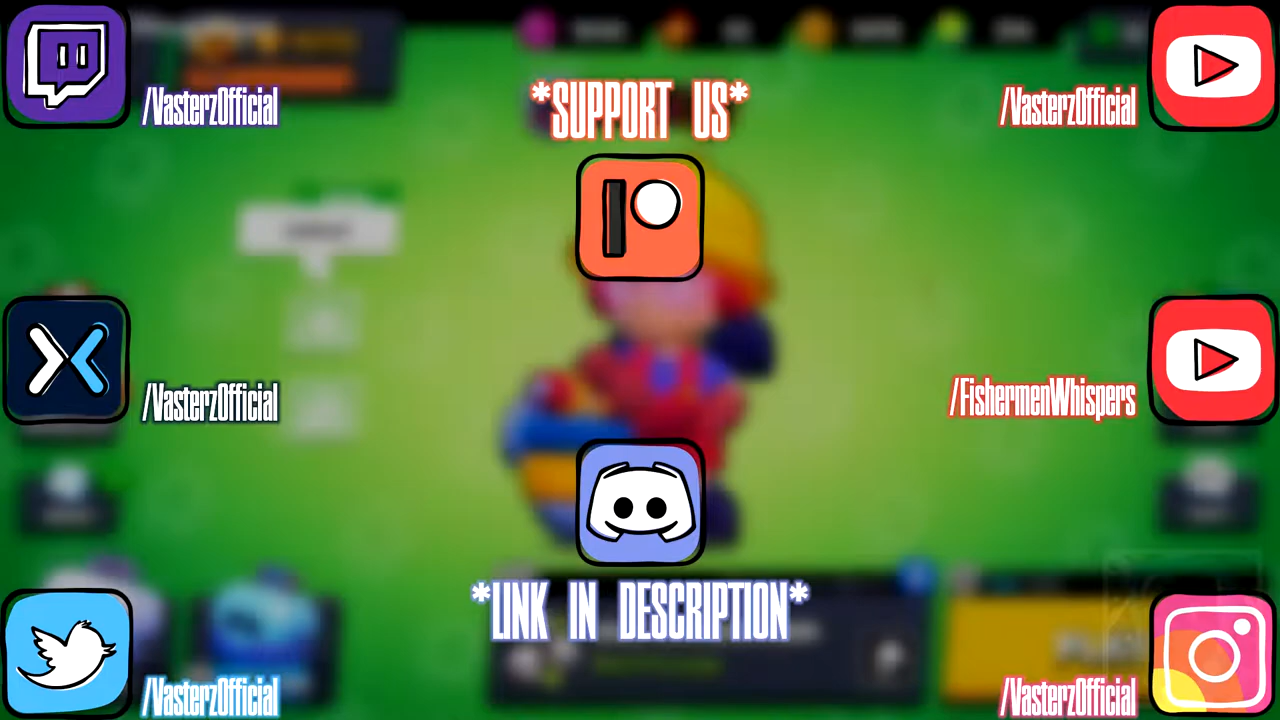 /VasterzOfficial
*SUPPORT US*
/VasterzOfficial
/VasterzOfficial
/FishermenWhispers
*LINK IN DESCRIPTION*
/VasterzOfficial
/VasterzOfficial